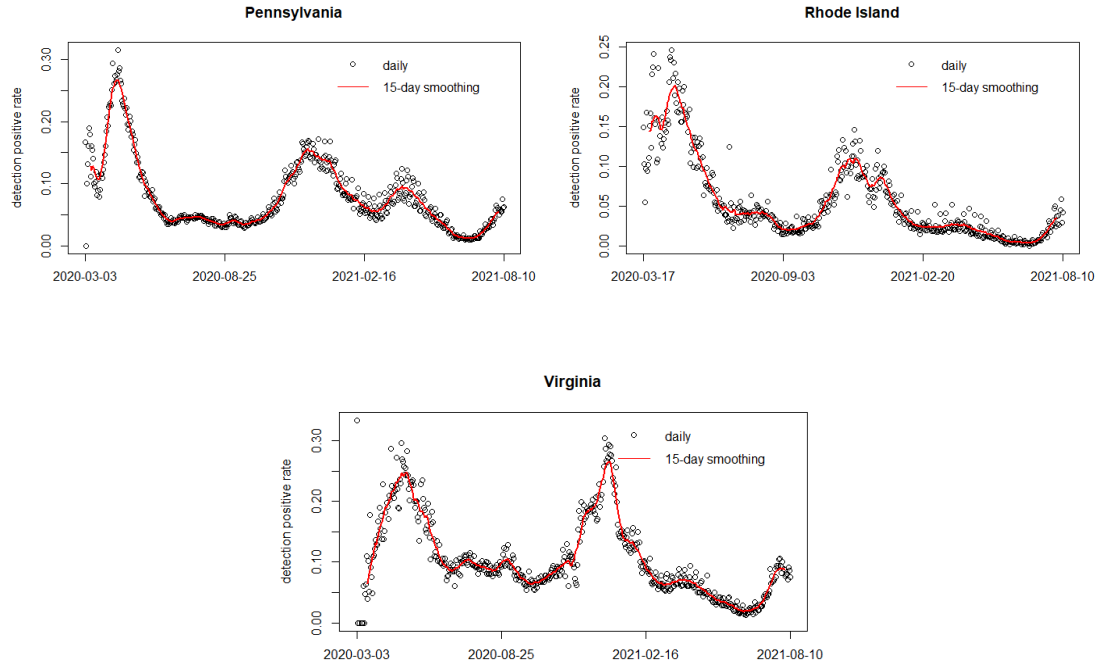 Pennsylvania
detection positive rate
0.30
0.20
0.10
0.00
daily
15-day smoothing
2020-03-03 2020-08-25 2021-02-16 2021-08-10
Rhode Island
detection positive rate
0.25
0.20
0.15
0.10
0.05
0.00
daily
15-day smoothing
2020-03-17 2020-09-03 2021-02-20 2021-08-10
Virginia
detection positive rate
0.30
0.20
0.10
0.00
daily
15-day smoothing
2020-03-03 2020-08-25 2021-02-16 2021-08-10